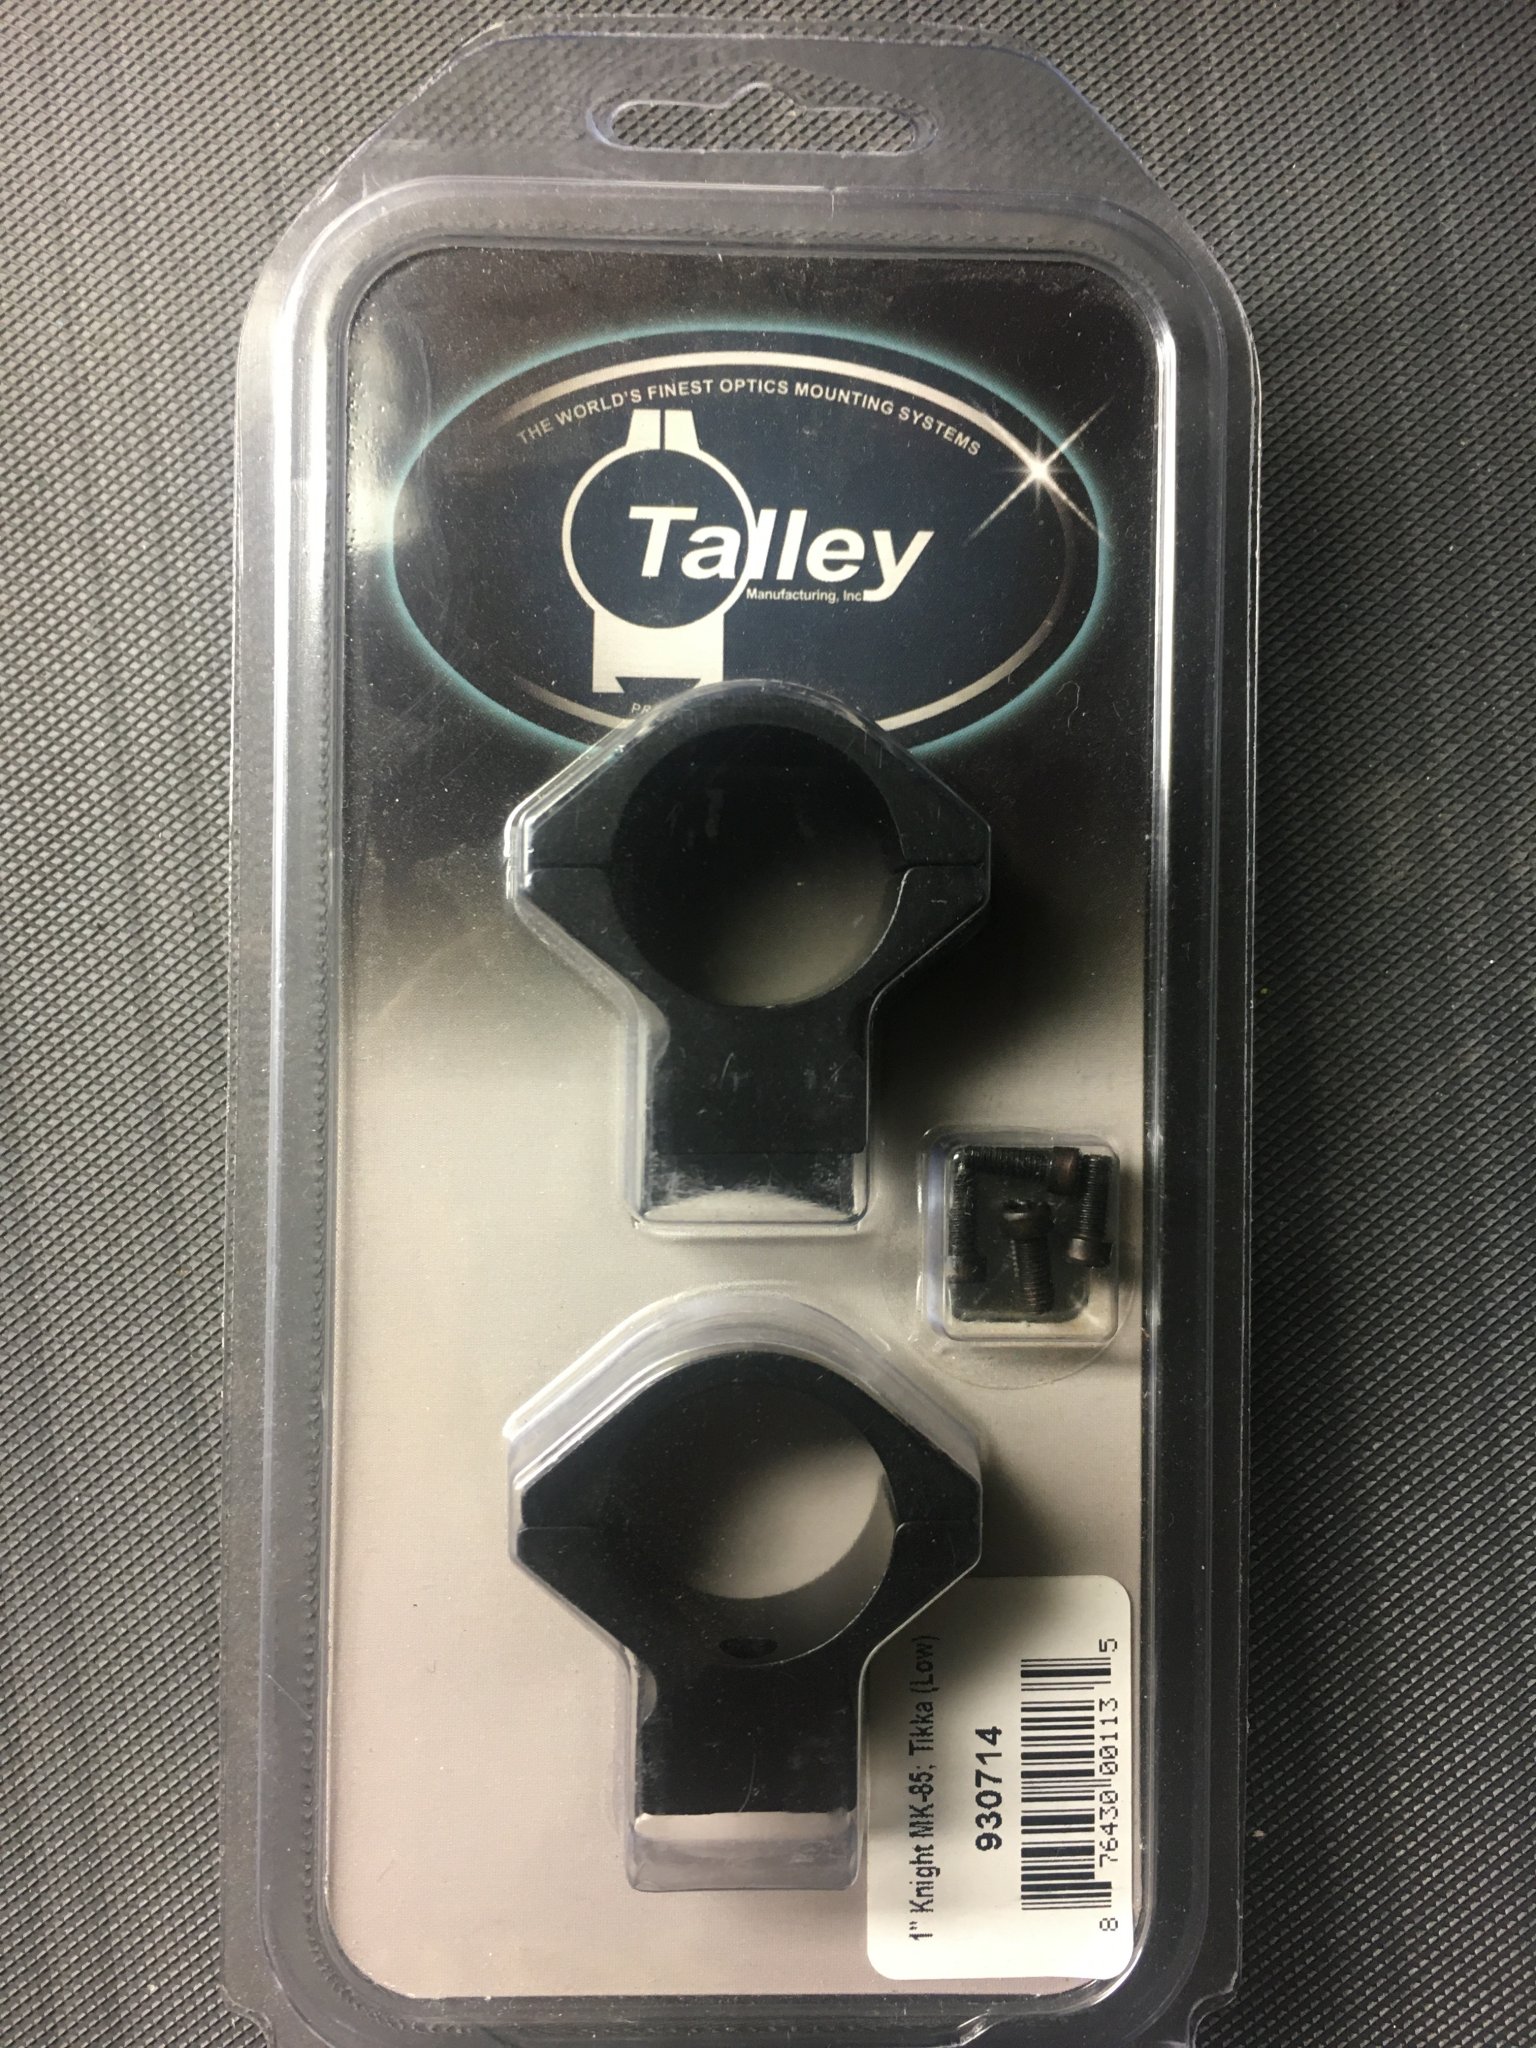 THE WORLD'S FINEST OPTICS MOUNTING SYSTEMS
Talley
Manufacturing, Inc
1" Knight MK-85; Tikka (Low)
930714
8 76430 00113 5